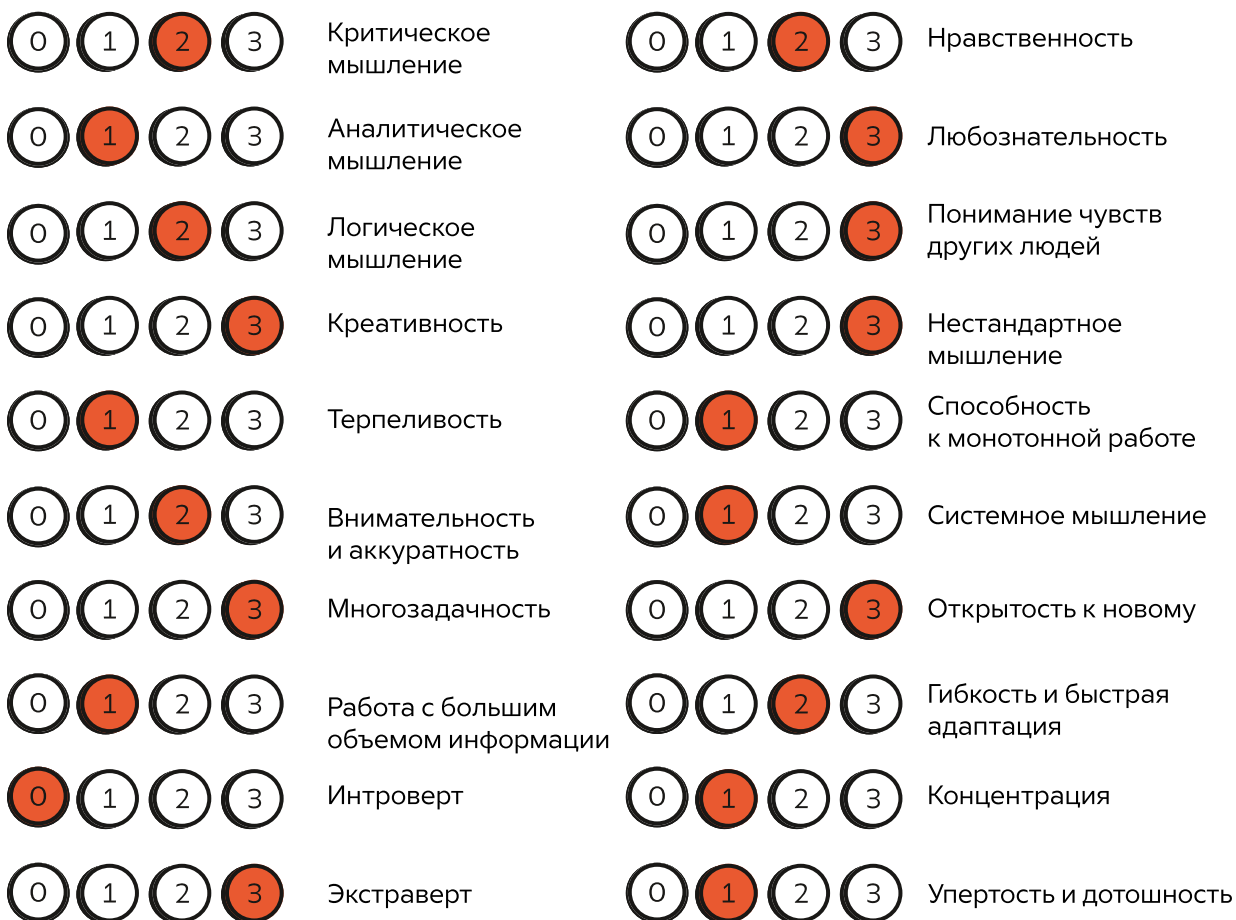 0 1 2 3 Критическое
мышление
0 1 2 3 Аналитическое
мышление
0 1 2 3 Логическое
мышление
0 1 2 3 Креативность
0 1 2 3 Терпеливость
0 1 2 3 Внимательность
и аккуратность
0 1 2 3 Многозадачность
0 1 2 3 Работа с большим
объемом информации
0 1 2 3 Интроверт
0 1 2 3 Экстраверт
0 1 2 3 Нравственность
0 1 2 3 Любознательность
0 1 2 3 Понимание чувств
других людей
0 1 2 3 Нестандартное
мышление
0 1 2 3 Способность
к монотонной работе
0 1 2 3 Системное мышление
0 1 2 3 Открытость к новому
0 1 2 3 Гибкость и быстрая
адаптация
0 1 2 3 Концентрация
0 1 2 3 Упертость и дотошность